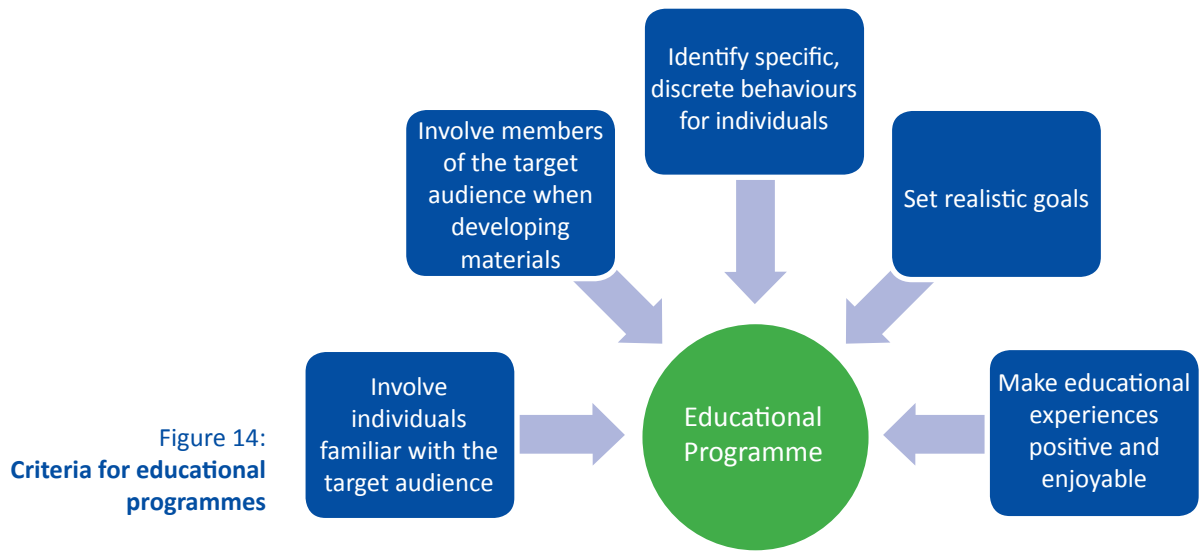 Identify specific,
discrete behaviours
for individuals
Involve members
of the target
audience when
developing
materials
Set realistic goals
Involve
individuals
familiar with the
target audience
Educational
Programme
Make educational
experiences
positive and
enjoyable
Figure 14:
Criteria for educational
programmes